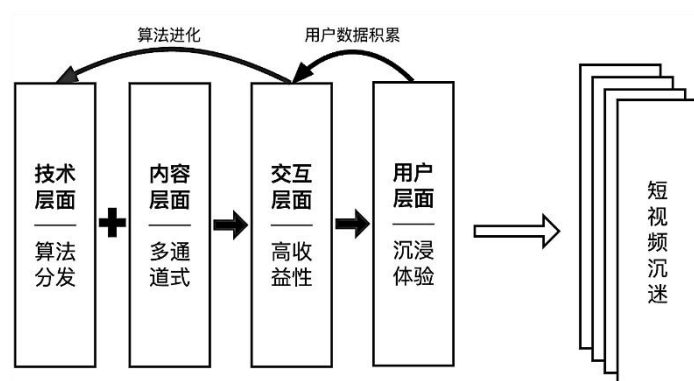 算法进化
用户数据积累
技术
层面
算法
分发
内容
层面
多通
道式
交互
层面
高收
益性
用户
层面
沉浸
体验
短
视
频
沉
迷